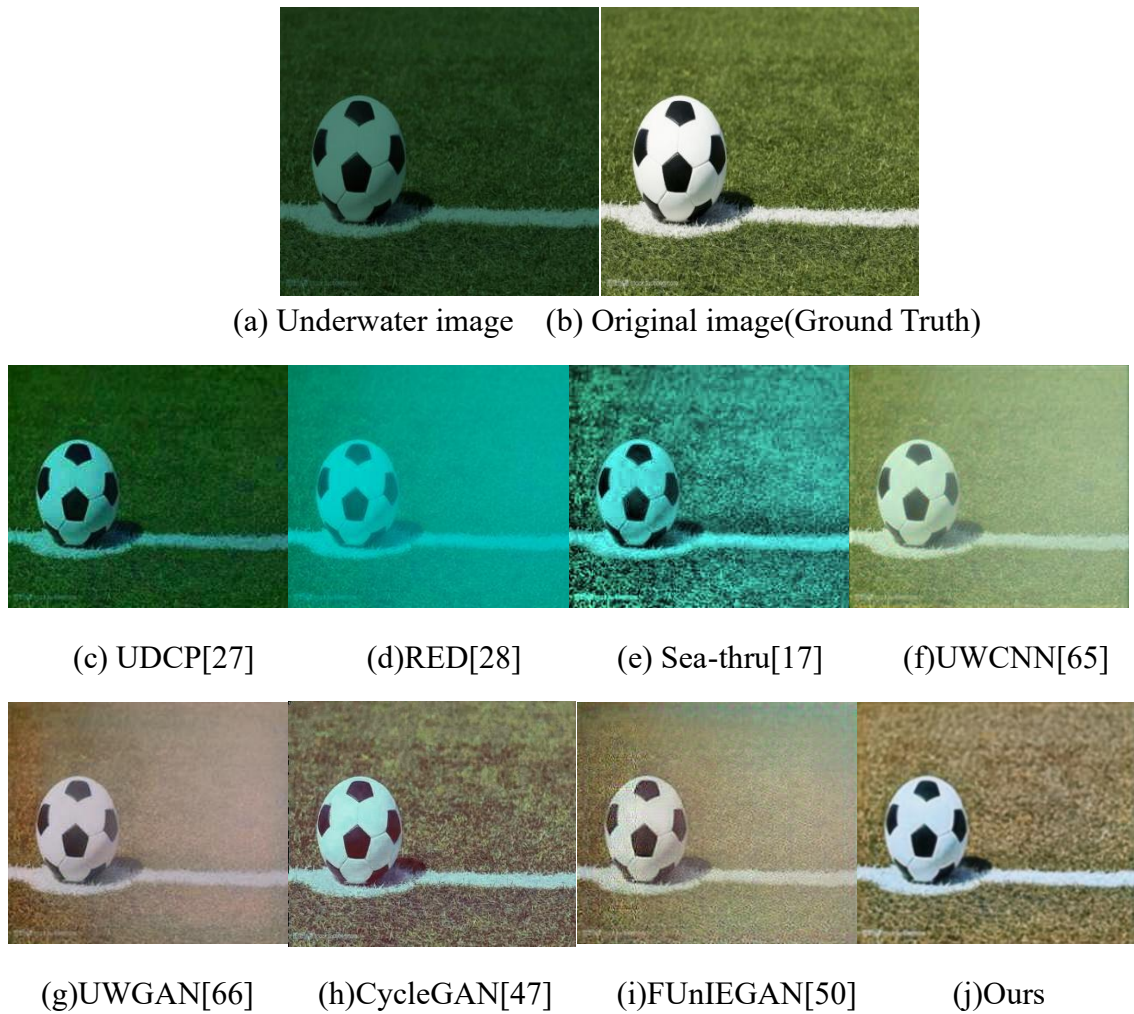 (a) Underwater image (b) Original image(Ground Truth)
(c) UDCP[27] (d)RED[28] (e) Sea-thru[17] (f)UWCNN[65]
(g)UWGAN[66] (h)CycleGAN[47] (i)FUnIEGAN[50] (j)Ours